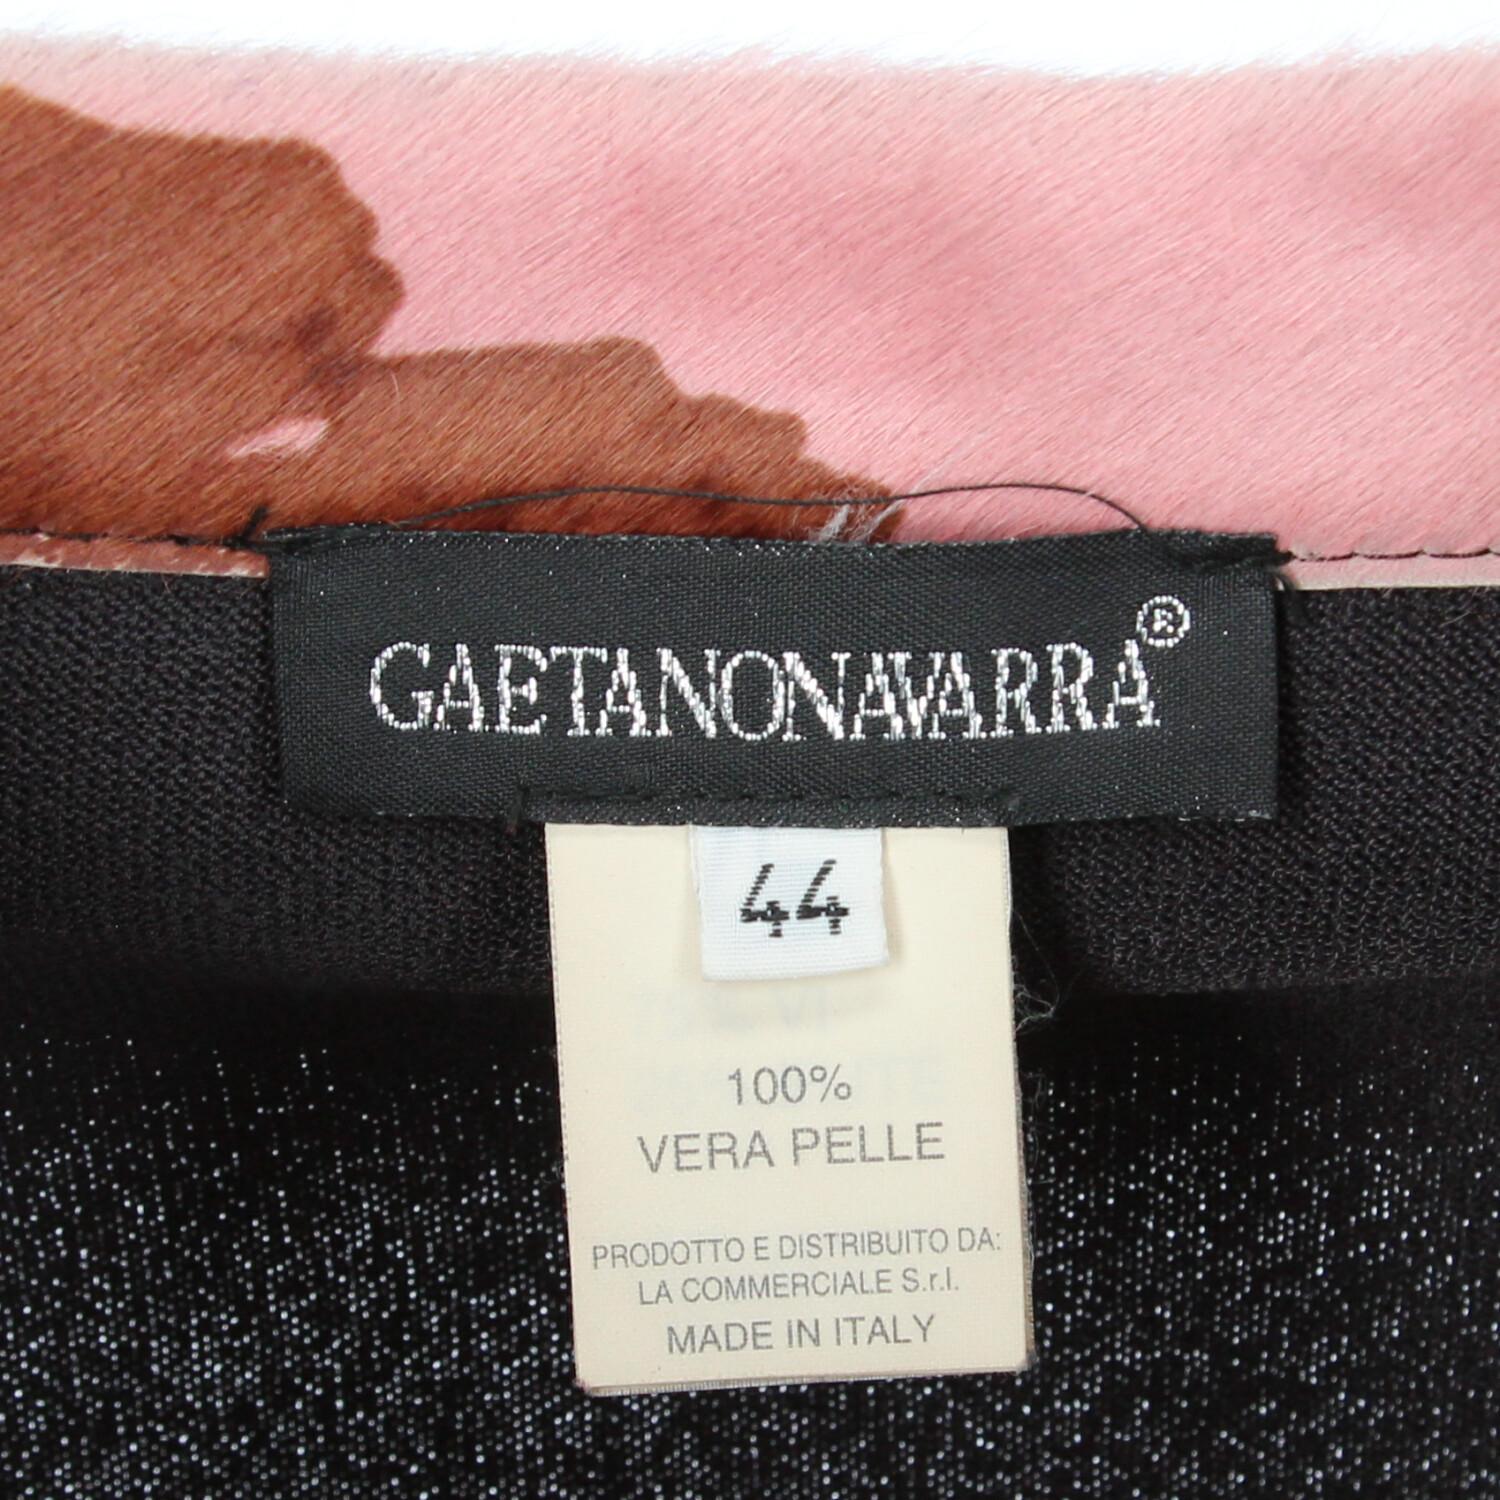 GAETANONAVARRA®
44
100%
VERA PELLE
PRODOTTO E DISTRIBUITO DA:
LA COMMERCIALE S.r.l.
MADE IN ITALY